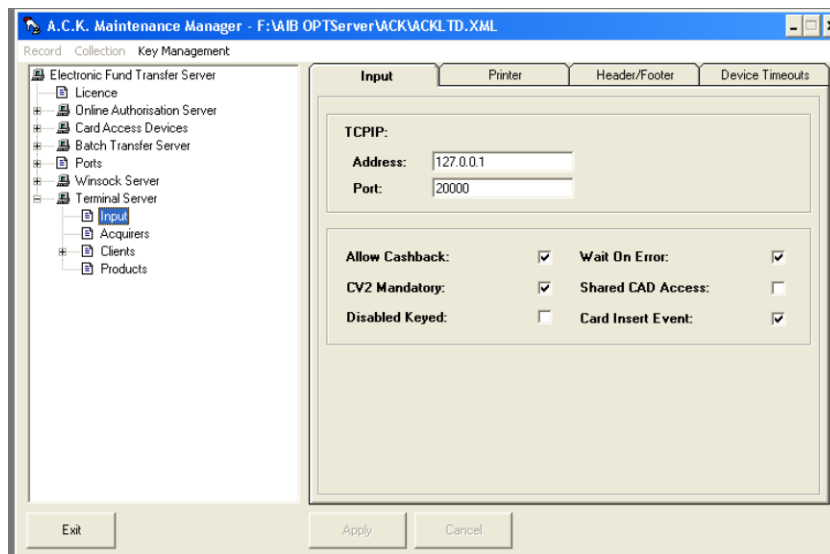 A.C.K. Maintenance Manager - F:\AIB OPTServer\ACK\ACKLTD.XML
Record Collection Key Management
Electronic Fund Transfer Server
Licence
Online Authorisation Server
Card Access Devices
Batch Transfer Server
Ports
Winsock Server
Terminal Server
Input
Acquirers
Clients
Products
Input Printer Header/Footer Device Timeouts
TCPIP:
Address: 127.0.0.1
Port: 20000
Allow Cashback: Wait On Error:
CV2 Mandatory: Shared CAD Access:
Disabled Keyed: Card Insert Event:
Exit Apply Cancel